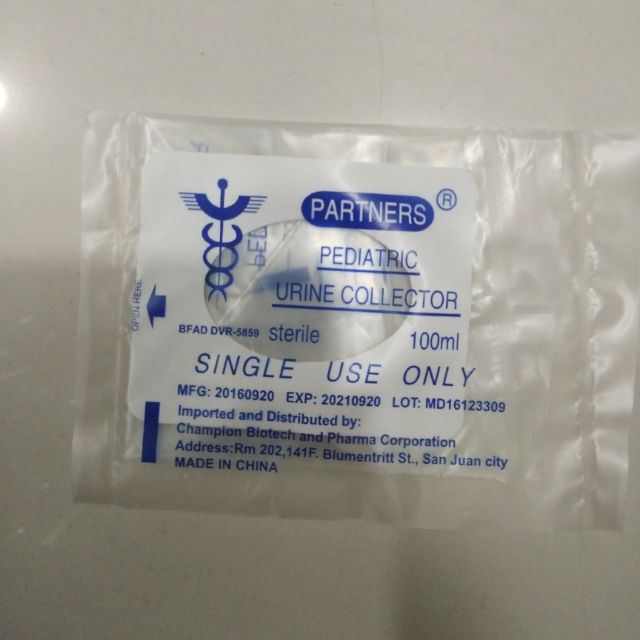 PARTNERS ®
PEDIATRIC
URINE COLLECTOR
OPEN HERE
BFAD DVR-5859 sterile 100ml
SINGLE USE ONLY
MFG: 20160920 EXP: 20210920 LOT: MD16123309
Imported and Distributed by:
Champion Biotech and Pharma Corporation
Address:Rm 202,141F. Blumentritt St., San Juan city
MADE IN CHINA